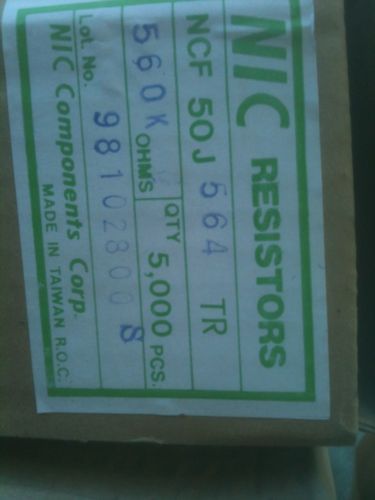 NIC RESISTORS
NCF 50J 564 TR
560K OHMS QTY 5,000 PCS.
Lot. No. 98102800 S
NIC Components Corp.
MADE IN TAIWAN R.O.C.